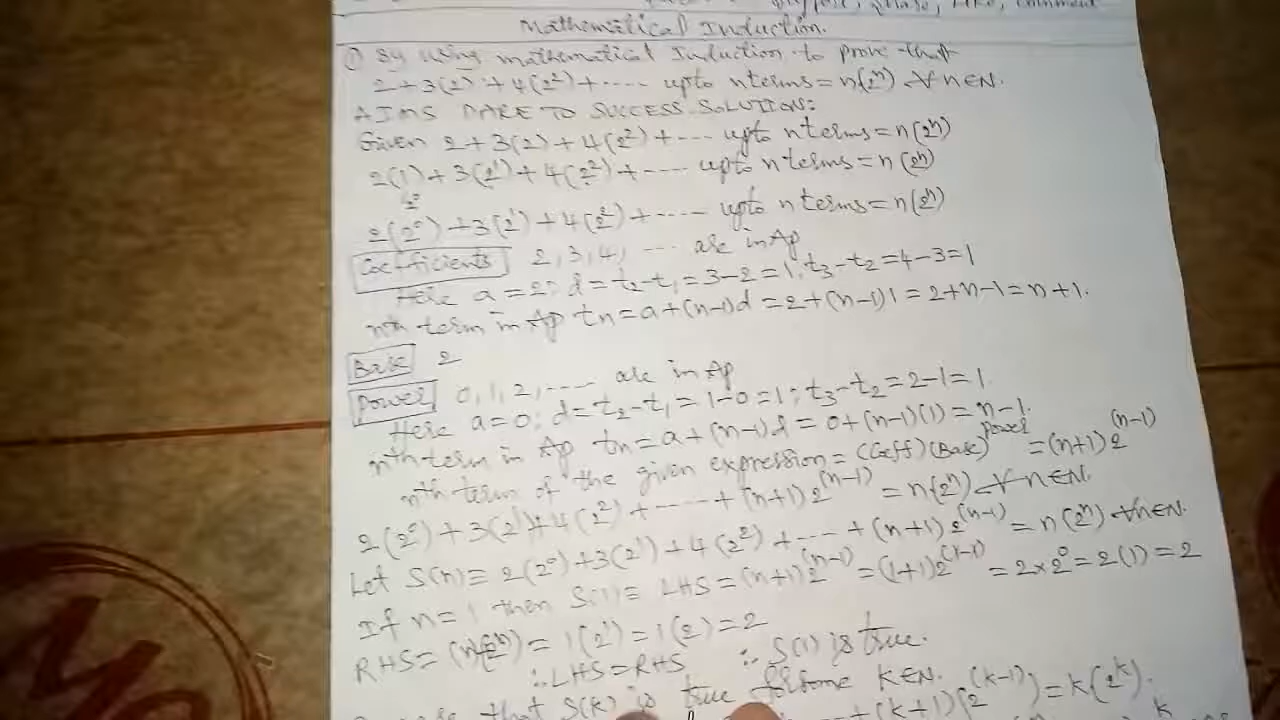 comment
Mathematical Induction.
① By using mathematical Induction to prove that
2+3(2)+4(2²)+---- upto n terms = n(2ⁿ) ∀ n∈N.
AIMS DARE TO SUCCESS SOLUTION:
Given 2+3(2)+4(2²)+---- upto n terms = n(2ⁿ)
2(1)+3(2¹)+4(2²)+---- upto n terms = n(2ⁿ)
2⁰
2(2⁰)+3(2¹)+4(2²)+---- upto n terms = n(2ⁿ)
Coefficients 2,3,4, ---- are in Ap
Here a=2; d=t₂-t₁=3-2=1; t₃-t₂=4-3=1
nth term in Ap tn=a+(n-1)d=2+(n-1)1=2+n-1=n+1.
Base 2
Power 0,1,2,---- are in Ap
Here a=0; d=t₂-t₁=1-0=1; t₃-t₂=2-1=1.
nth term in Ap tn=a+(n-1)d=0+(n-1)(1)=n-1.
nth term of the given expression=(Coeff)(Base)^power =(n+1)2^(n-1)
2(2⁰)+3(2¹)+4(2²)+----+(n+1)2^(n-1) =n(2ⁿ) ∀ n∈N.
Let S(n)≡2(2⁰)+3(2¹)+4(2²)+----+(n+1)2^(n-1)=n(2ⁿ) ∀ n∈N.
If n=1 then S(1)≡ LHS=(n+1)2^(n-1) =(1+1)2^(1-1) =2×2⁰=2(1)=2
RHS=(n)(2ⁿ)=1(2¹)=1(2)=2
∴LHS=RHS ∴ S(1) is true.
that S(k) is true for some K∈N.
+(k+1)(2^(k-1))=k(2^k).